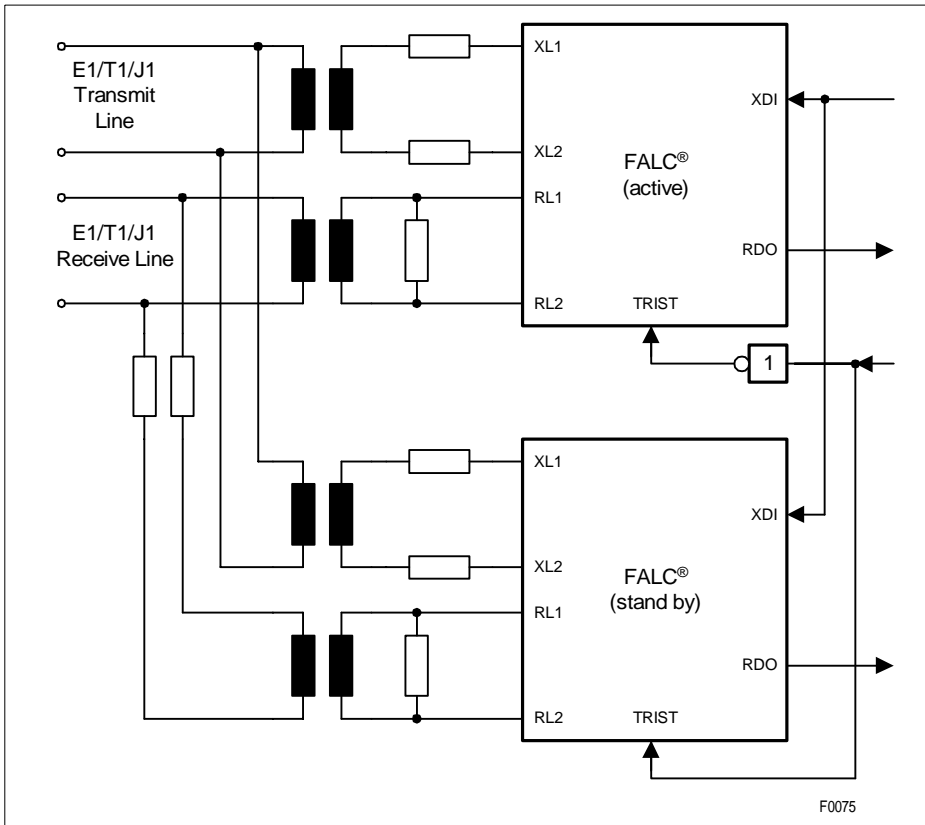 E1/T1/J1
Transmit
Line
E1/T1/J1
Receive Line
XL1
XL2
RL1
RL2
FALC®
(active)
XDI
RDO
TRIST
1
XL1
XL2
RL1
RL2
FALC®
(stand by)
XDI
RDO
TRIST
F0075